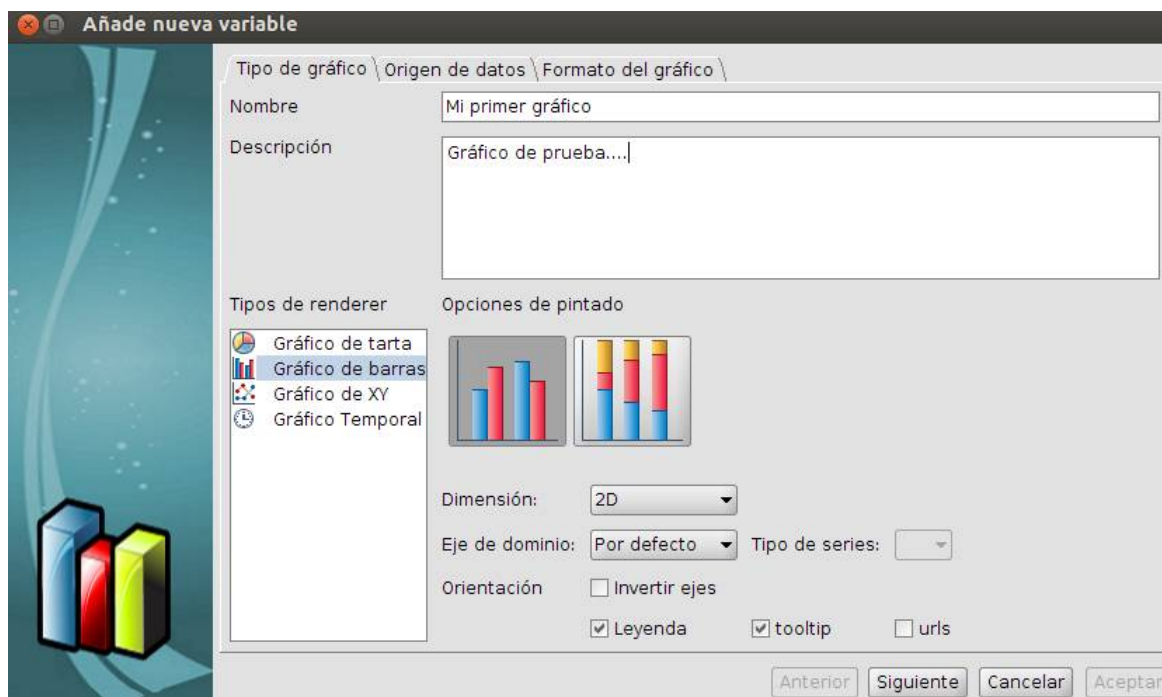 Añade nueva variable
Tipo de gráfico Origen de datos Formato del gráfico
Nombre Mi primer gráfico
Descripción Gráfico de prueba....
Tipos de renderer Opciones de pintado
Gráfico de tarta
Gráfico de barras
Gráfico de XY
Gráfico Temporal
Dimensión: 2D
Eje de dominio: Por defecto Tipo de series:
Orientación Invertir ejes
Leyenda tooltip urls
Anterior Siguiente Cancelar Aceptar